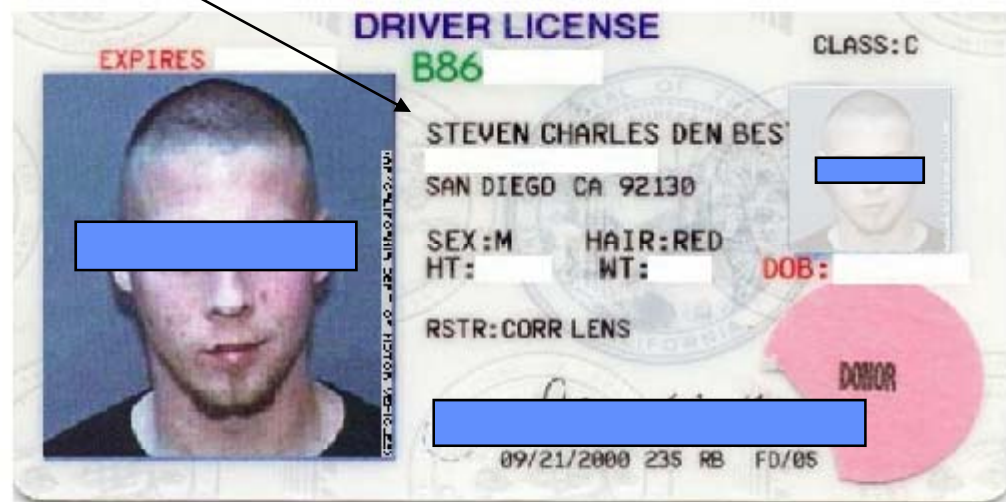 DRIVER LICENSE
EXPIRES
B86
CLASS:C
STEVEN CHARLES DEN BES
SAN DIEGO CA 92130
SEX:M HAIR:RED
HT: WT: DOB:
RSTR:CORR LENS
DONOR
09/21/2000 235 RB FD/05